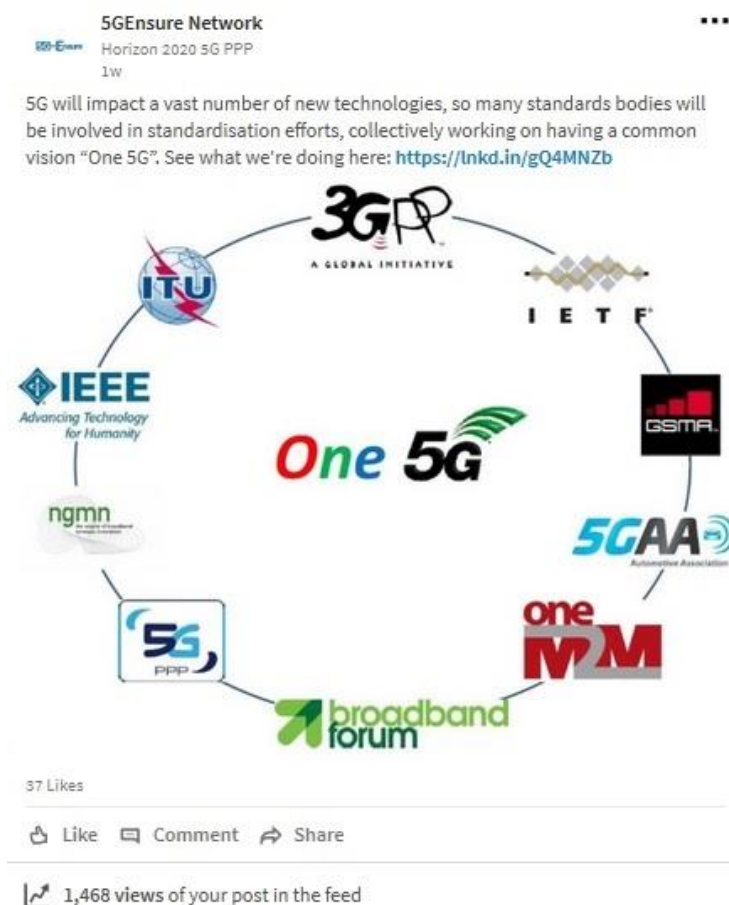 5GEnsure Network
5G-Ensure
Horizon 2020 5G PPP
1w
5G will impact a vast number of new technologies, so many standards bodies will
be involved in standardisation efforts, collectively working on having a common
vision “One 5G”. See what we're doing here: https://lnkd.in/gQ4MNZb
3GPP
™
A GLOBAL INITIATIVE
ITU
IETF®
IEEE
Advancing Technology
for Humanity
GSMA.
One 5G
ngmn
5GAA
Automotive Association
one
M2M
5G
PPP
broadband
forum
37 Likes
Like Comment Share
1,468 views of your post in the feed